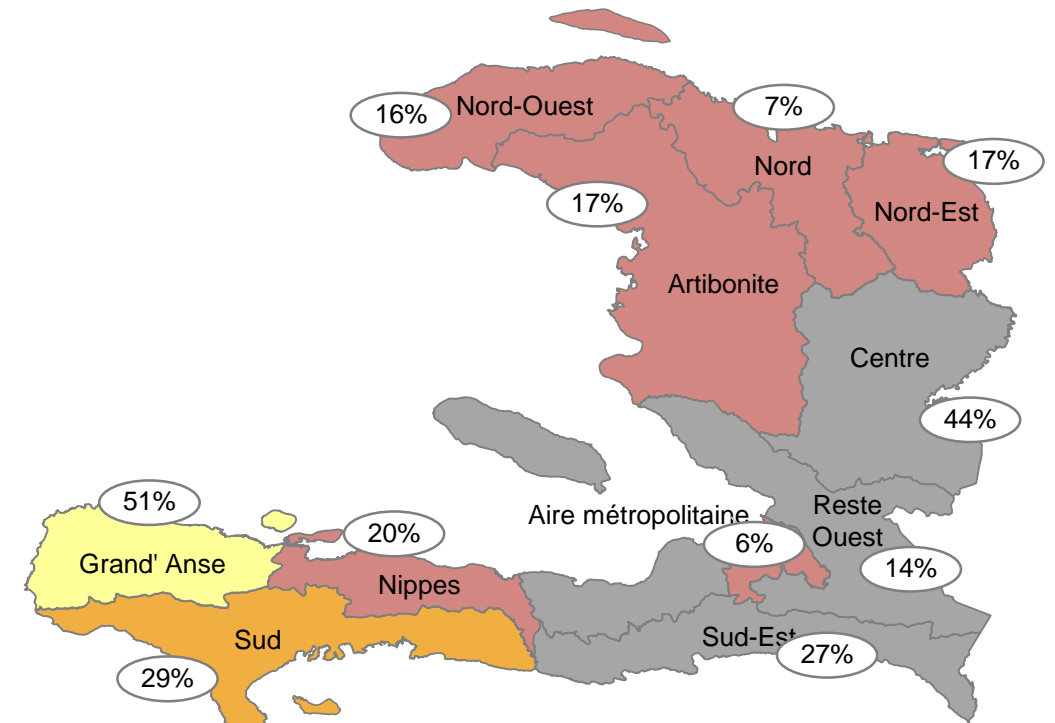 Nord-Ouest
16%
7%
Nord
17%
17%
Nord-Est
Artibonite
Centre
44%
51%
Aire métropolitaine
Reste
Ouest
20%
6%
Grand' Anse
14%
Nippes
Sud
Sud-Est
27%
29%